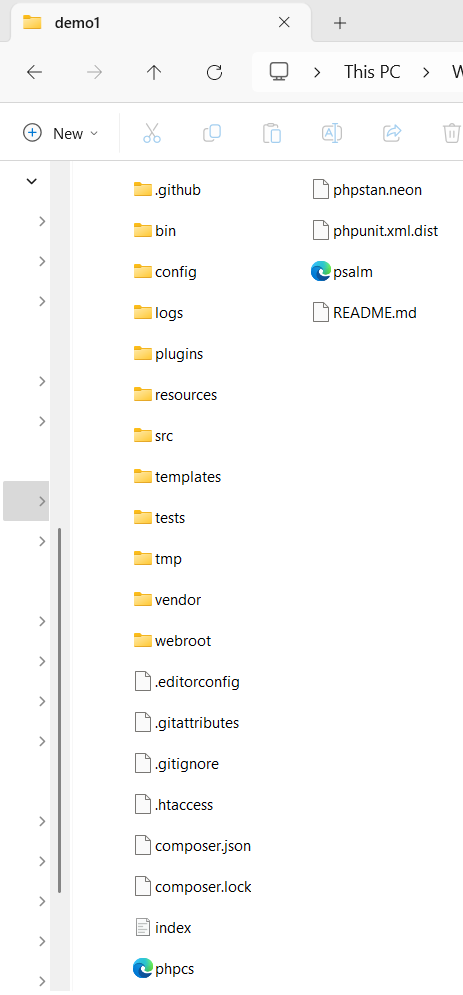 demo1
This PC
New
.github
bin
config
logs
plugins
resources
src
templates
tests
tmp
vendor
webroot
.editorconfig
.gitattributes
.gitignore
.htaccess
composer.json
composer.lock
index
phpcs
phpstan.neon
phpunit.xml.dist
psalm
README.md